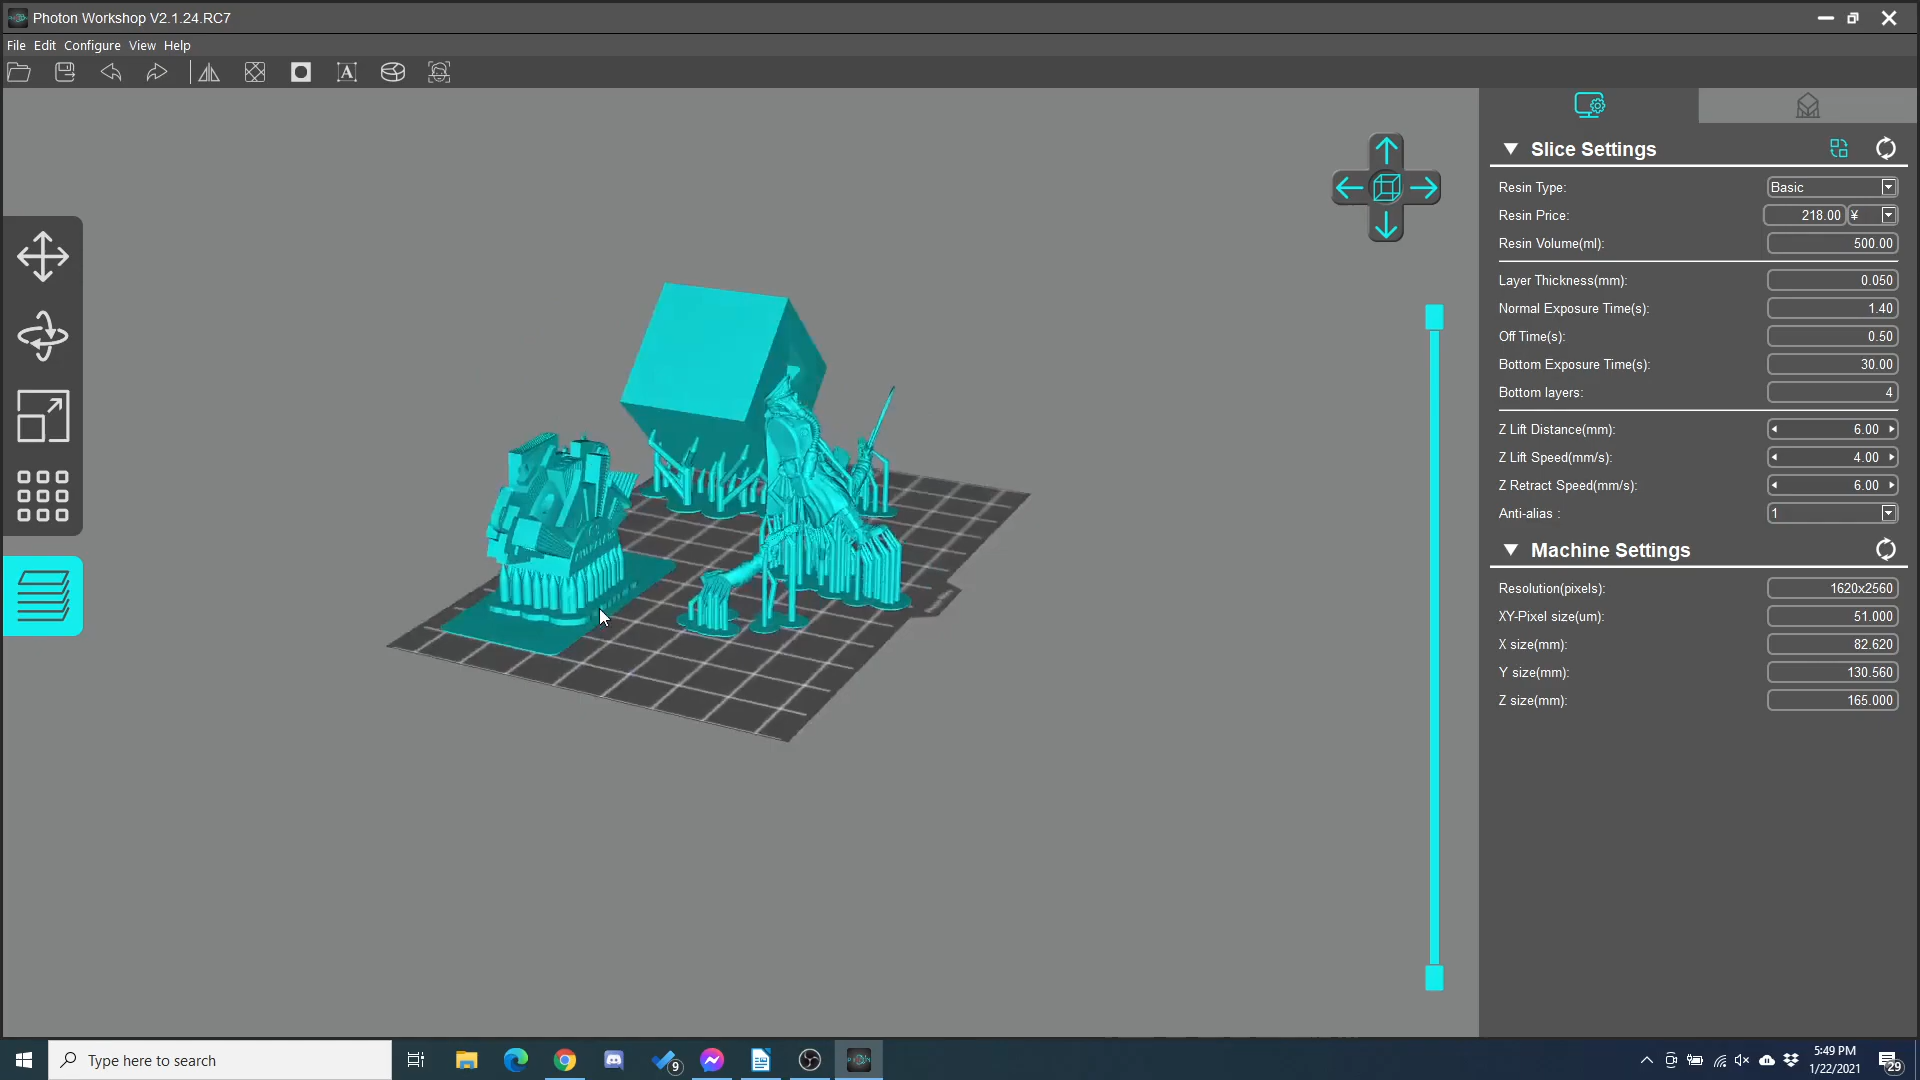 Photon Workshop V2.1.24.RC7
File Edit Configure View Help
A
Slice Settings
Resin Type: Basic
Resin Price: 218.00 ¥
Resin Volume(ml): 500.00
Layer Thickness(mm): 0.050
Normal Exposure Time(s): 1.40
Off Time(s): 0.50
Bottom Exposure Time(s): 30.00
Bottom layers: 4
Z Lift Distance(mm): 6.00
Z Lift Speed(mm/s): 4.00
Z Retract Speed(mm/s): 6.00
Anti-alias : 1
Machine Settings
Resolution(pixels): 1620x2560
XY-Pixel size(um): 51.000
X size(mm): 82.620
Y size(mm): 130.560
Z size(mm): 165.000
Type here to search
9
5:49 PM
1/22/2021
29